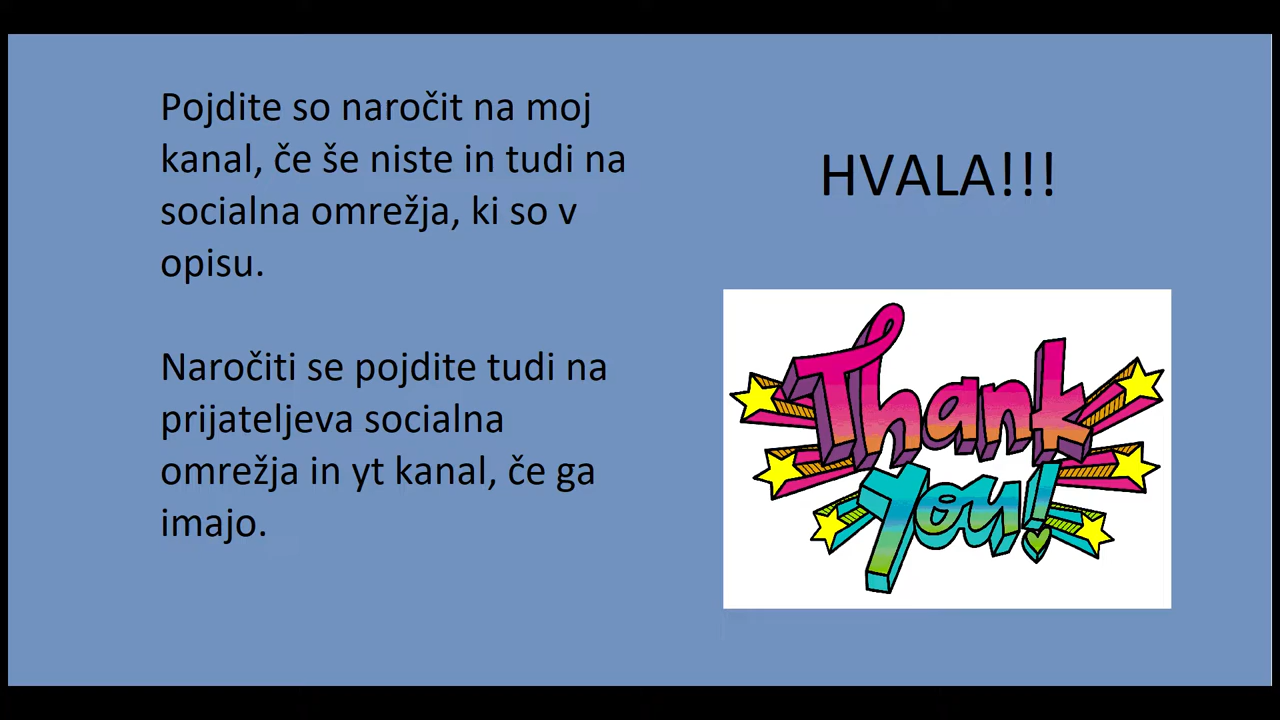 Pojdite so naročit na moj
kanal, če še niste in tudi na
socialna omrežja, ki so v
opisu.
Naročiti se pojdite tudi na
prijateljeva socialna
omrežja in yt kanal, če ga
imajo.
HVALA!!!
Thank
You!